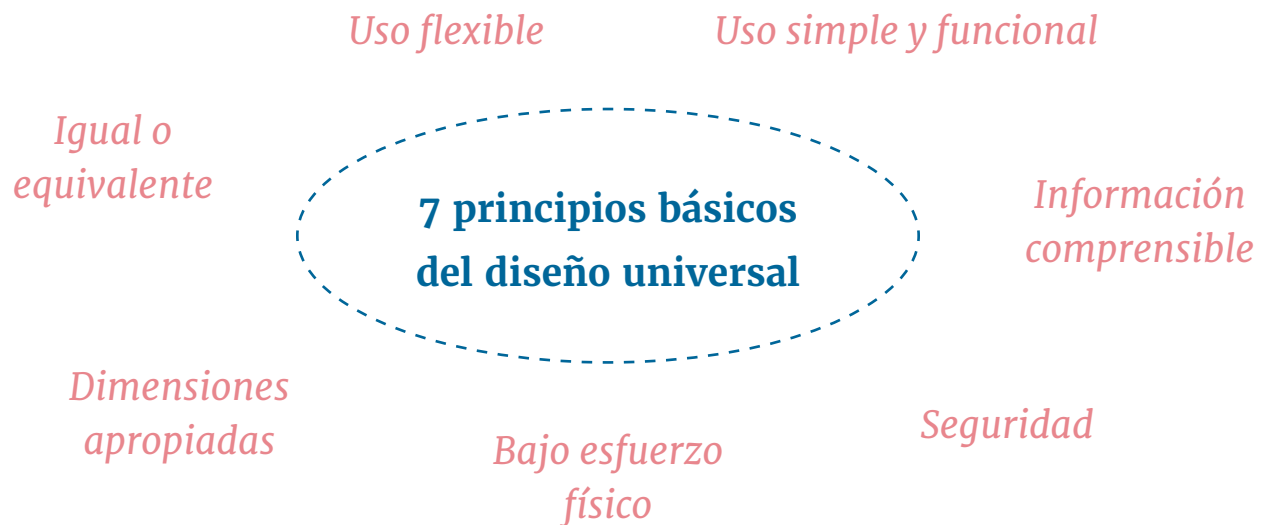 Uso flexible
Uso simple y funcional
Igual o
equivalente
7 principios básicos
del diseño universal
Información
comprensible
Dimensiones
apropiadas
Bajo esfuerzo
físico
Seguridad